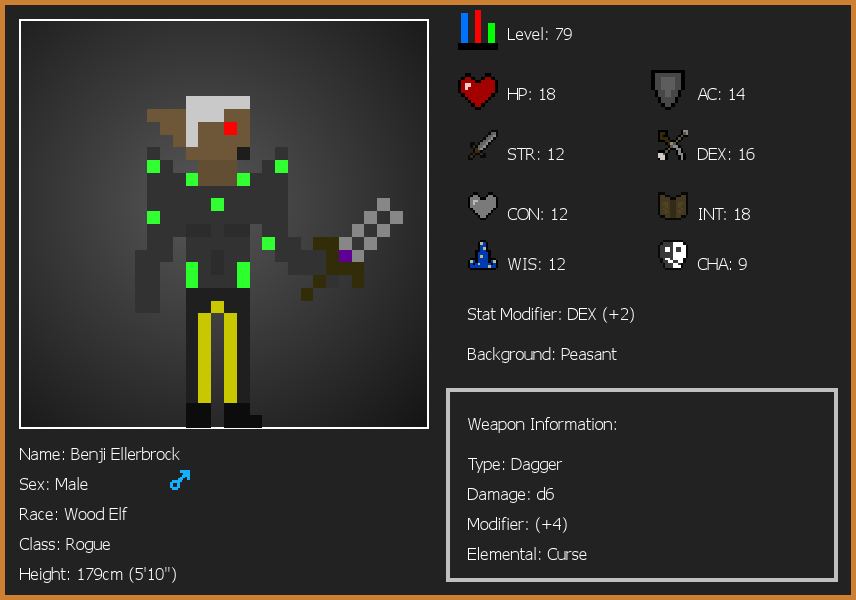 Level: 79
HP: 18
AC: 14
STR: 12
DEX: 16
CON: 12
INT: 18
WIS: 12
CHA: 9
Stat Modifier: DEX (+2)
Background: Peasant
Weapon Information:
Type: Dagger
Damage: d6
Modifier: (+4)
Elemental: Curse
Name: Benji Ellerbrock
Sex: Male
Race: Wood Elf
Class: Rogue
Height: 179cm (5'10")